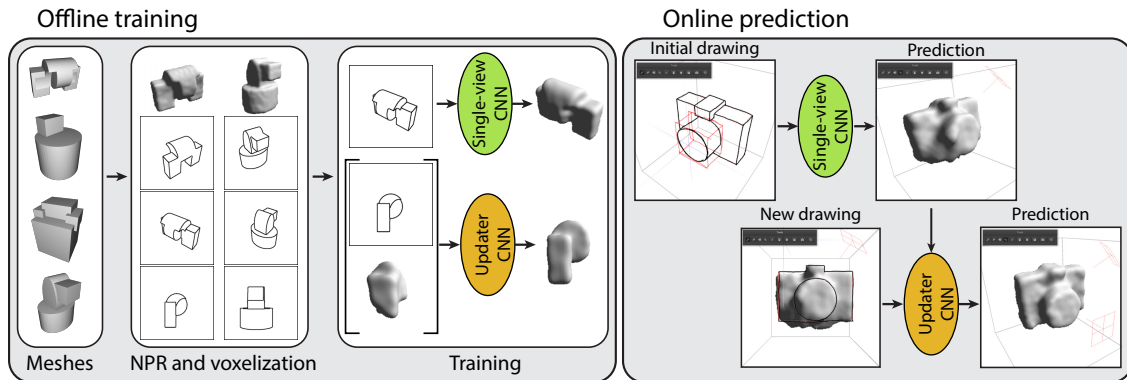 Offline training
Meshes
NPR and voxelization
Single-view
CNN
Updater
CNN
Training
Online prediction
Initial drawing
Single-view
CNN
Prediction
New drawing
Updater
CNN
Prediction